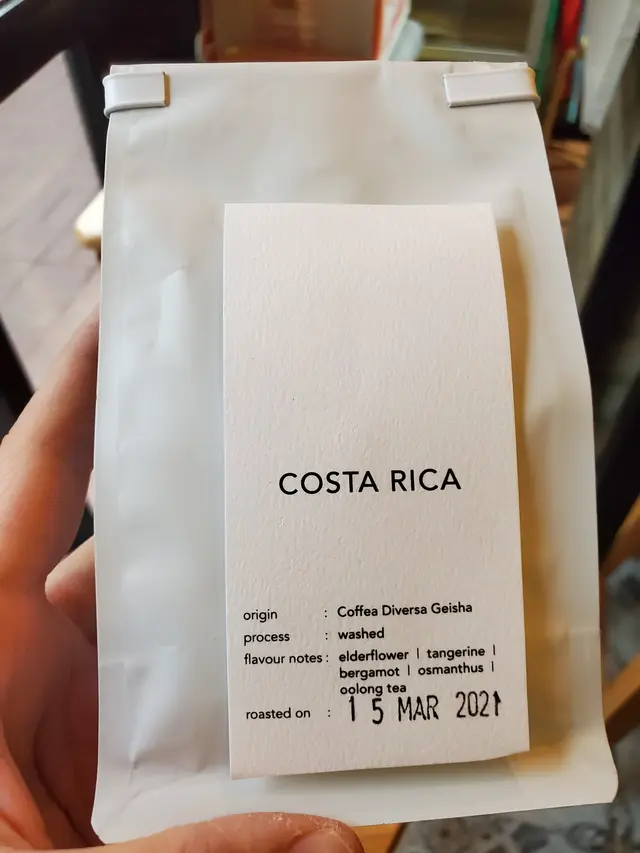 COSTA RICA
origin : Coffea Diversa Geisha
process : washed
flavour notes : elderflower | tangerine |
bergamot | osmanthus |
oolong tea
roasted on : 15 MAR 2021